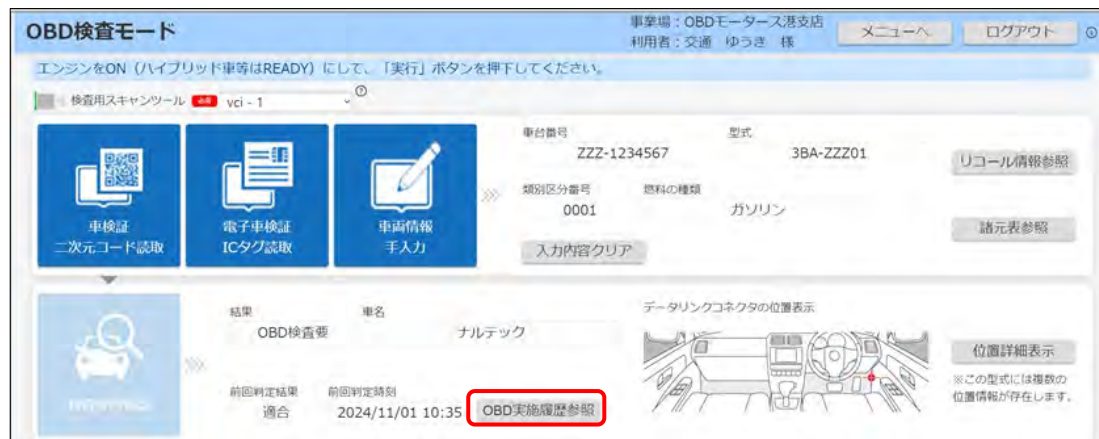 OBD検査モード
事業場：OBDモータース港支店
利用者：交通　ゆうき　様
メニューへ
ログアウト
エンジンをON（ハイブリッド車等はREADY）にして、「実行」ボタンを押下してください。
検査用スキャンツール 必須 vci - 1
車検証
二次元コード読取
電子車検証
ICタグ読取
車両情報
手入力
車台番号
ZZZ-1234567
型式
3BA-ZZZ01
リコール情報参照
類別区分番号
0001
燃料の種類
ガソリン
諸元表参照
入力内容クリア
結果
OBD検査要
車名
ナルテック
データリンクコネクタの位置表示
位置詳細表示
※この型式には複数の
位置情報が存在します。
前回判定結果
適合
前回判定時刻
2024/11/01 10:35
OBD実施履歴参照